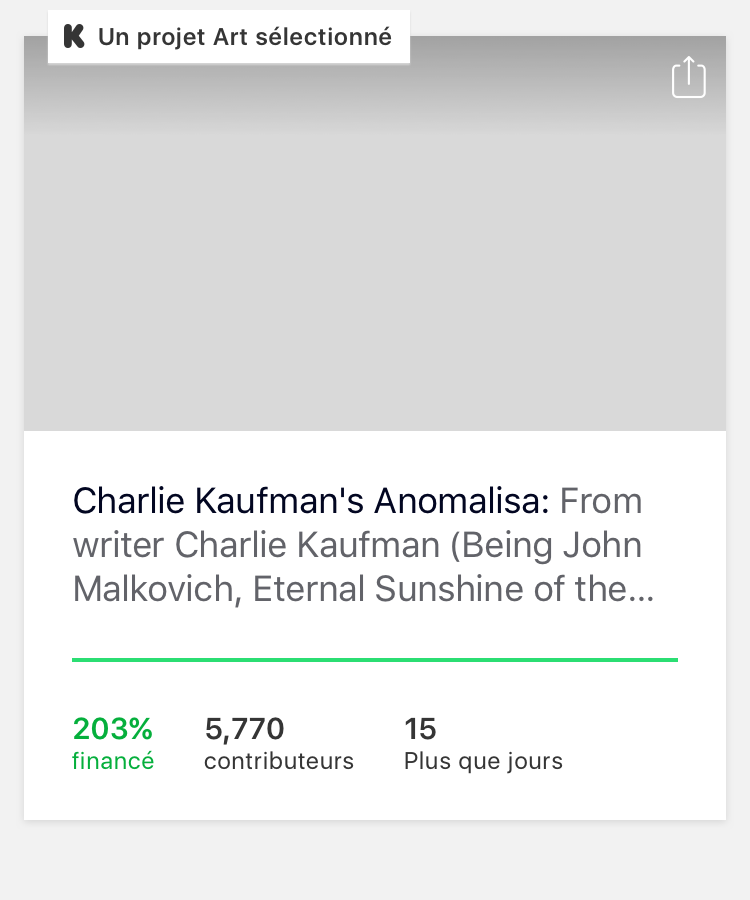 Un projet Art sélectionné
Charlie Kaufman's Anomalisa: From
writer Charlie Kaufman (Being John
Malkovich, Eternal Sunshine of the...
203% 5,770 15
financé contributeurs Plus que jours